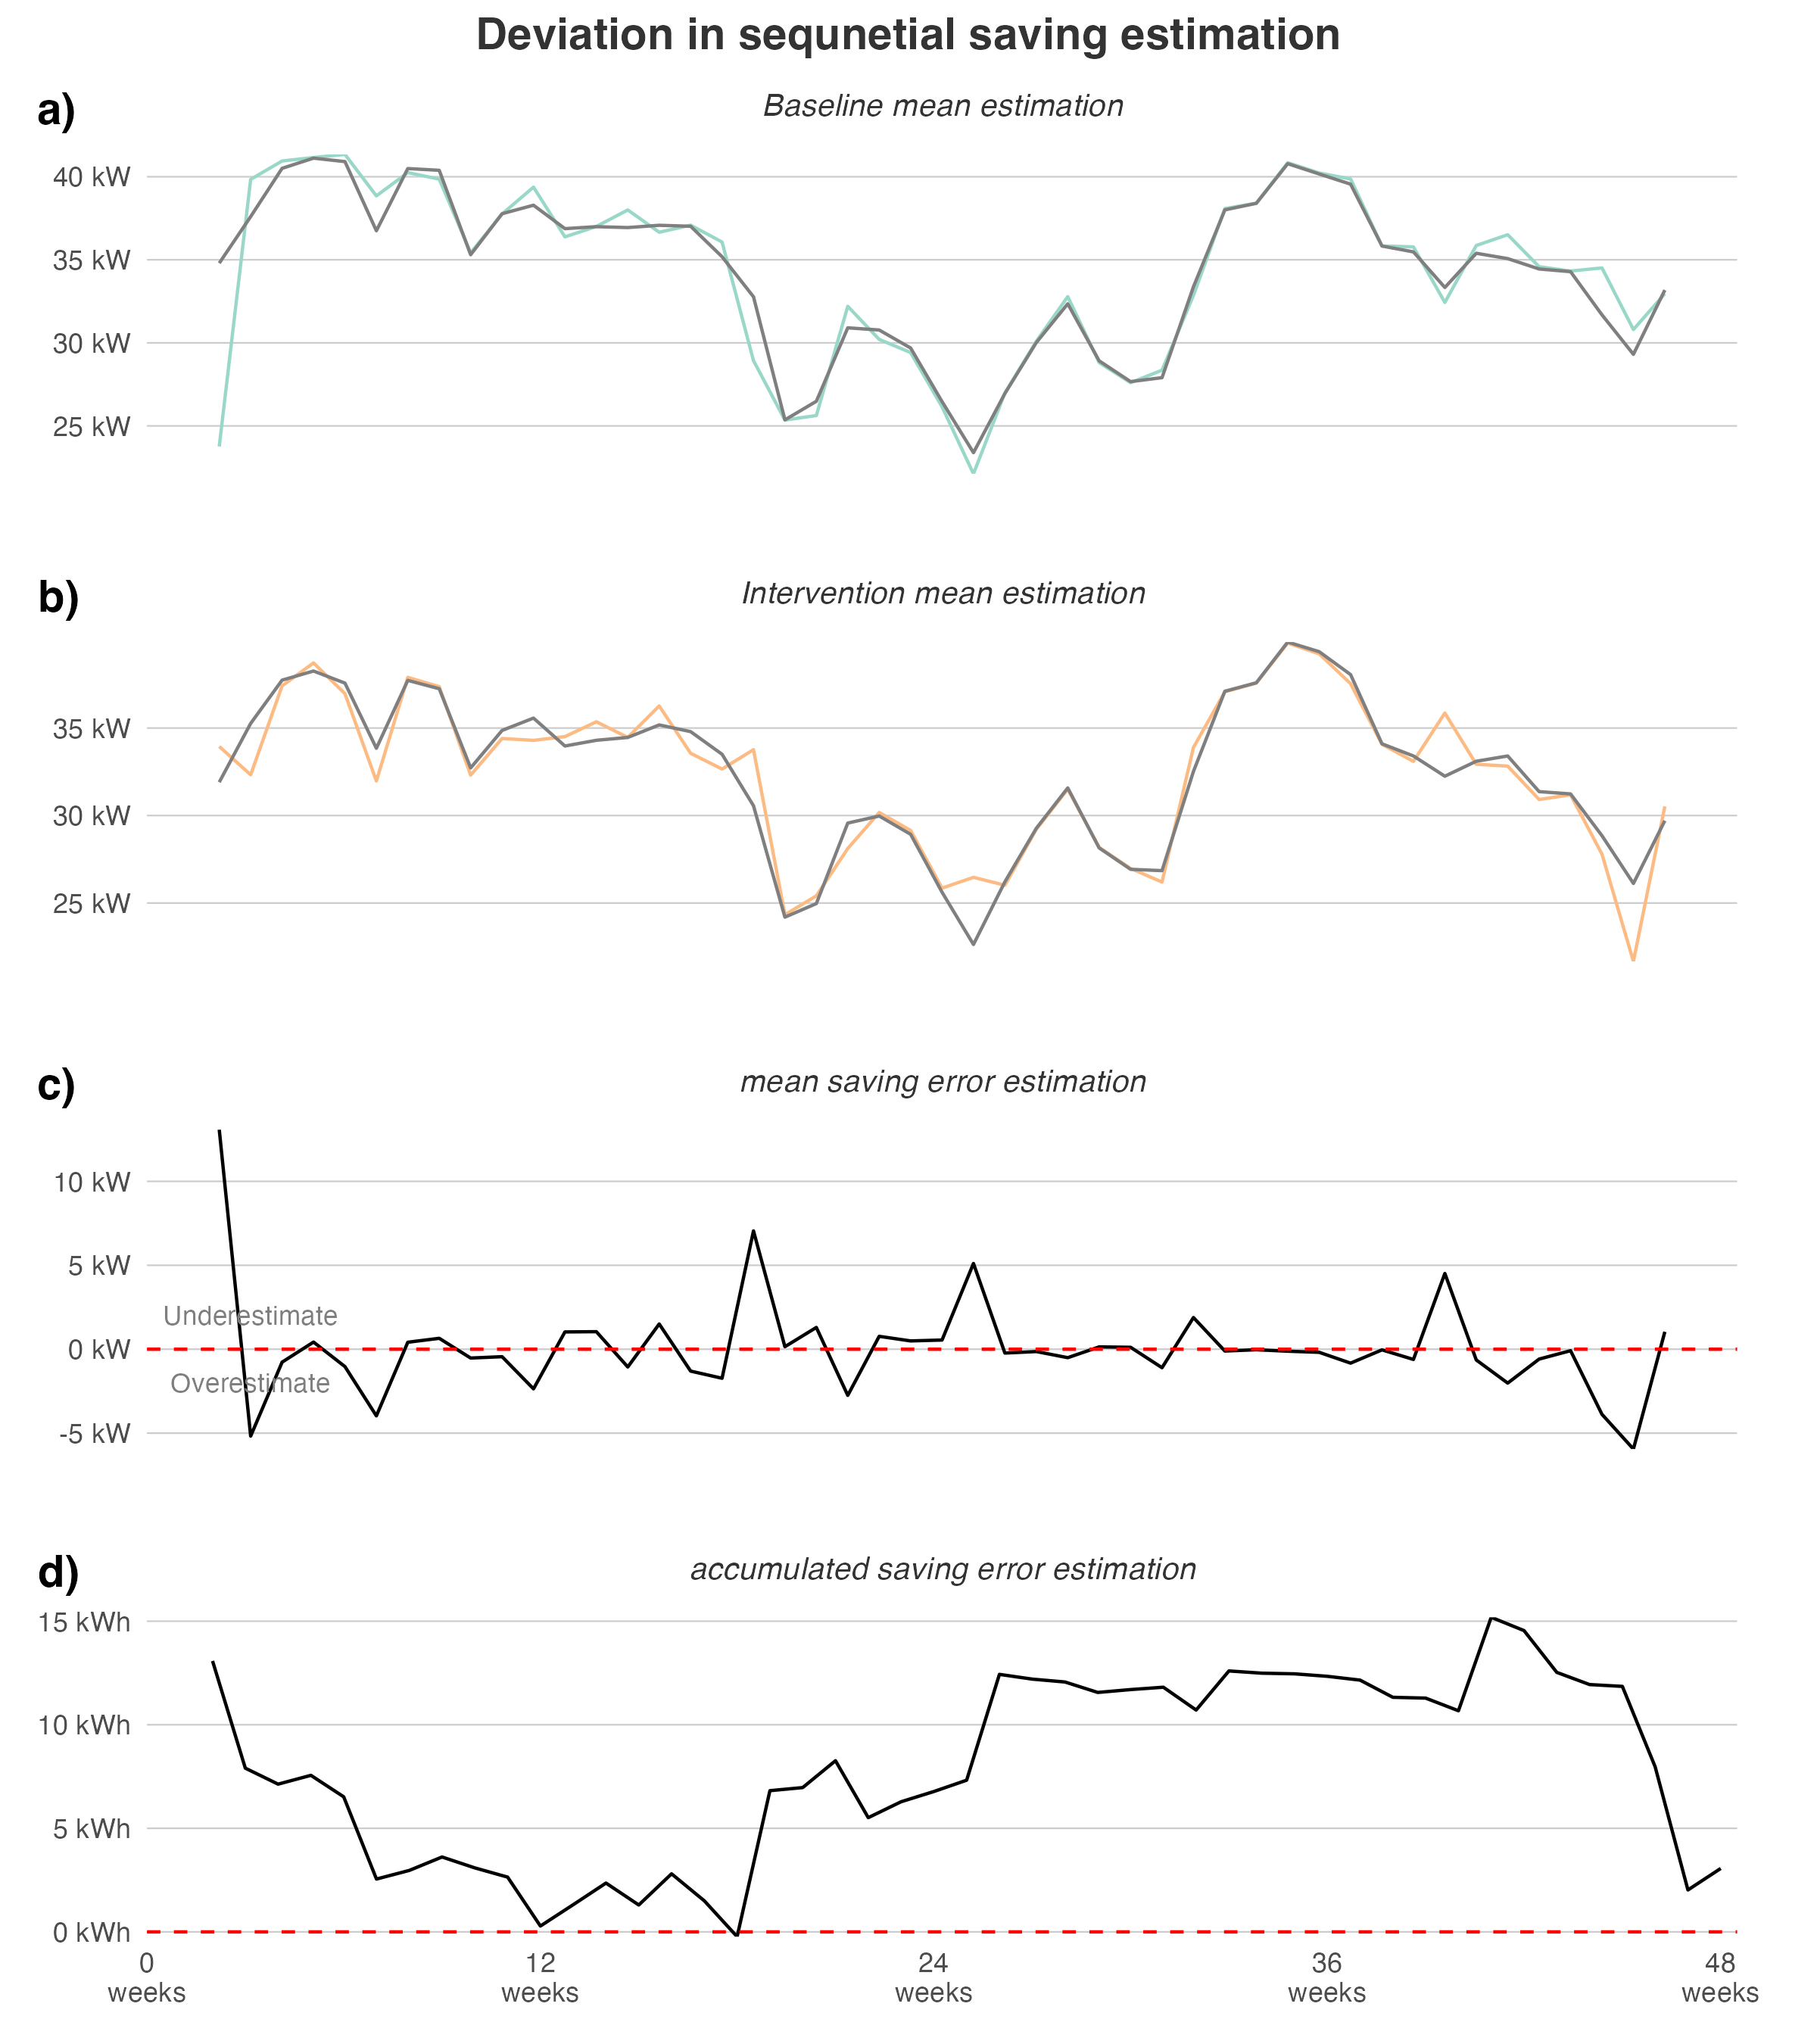 Deviation in sequnetial saving estimation
a)
Baseline mean estimation
40 kW
35 kW
30 kW
25 kW
b)
Intervention mean estimation
35 kW
30 kW
25 kW
c)
mean saving error estimation
10 kW
5 kW
Underestimate
0 kW
Overestimate
-5 kW
d)
accumulated saving error estimation
15 kWh
10 kWh
5 kWh
0 kWh
0 12 24 36 48
weeks weeks weeks weeks weeks